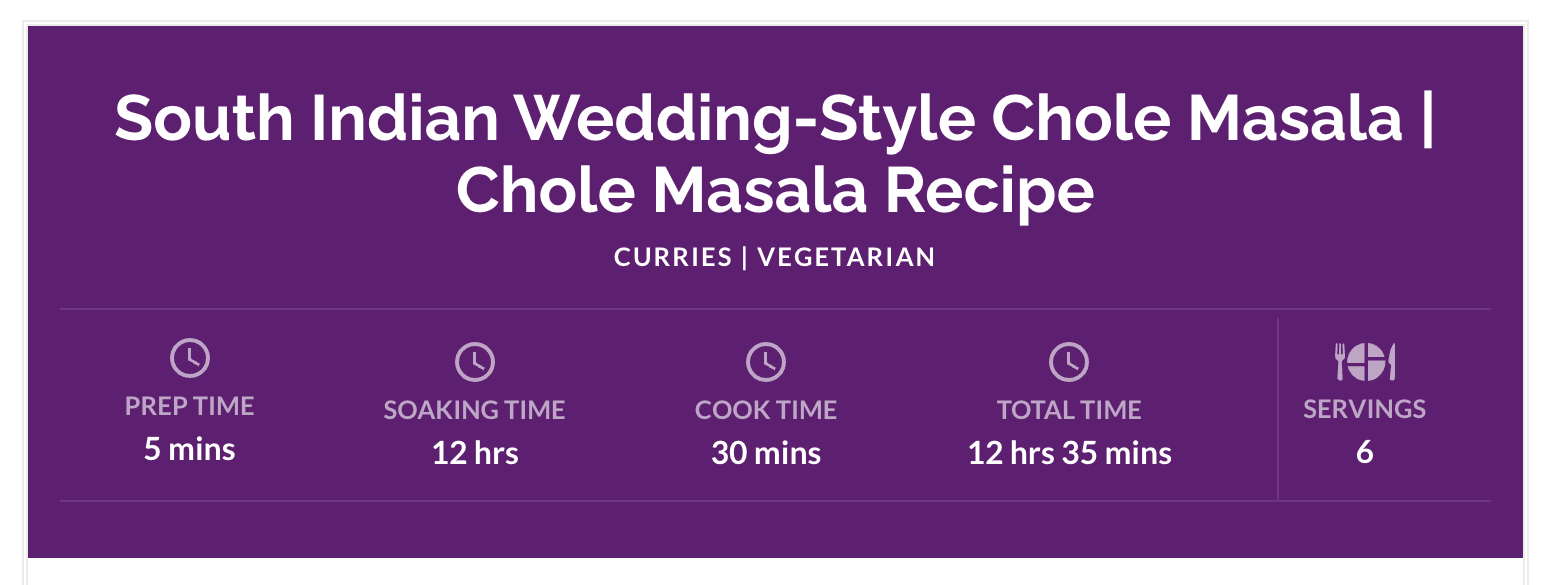 South Indian Wedding-Style Chole Masala |
Chole Masala Recipe
CURRIES | VEGETARIAN
PREP TIME
5 mins
SOAKING TIME
12 hrs
COOK TIME
30 mins
TOTAL TIME
12 hrs 35 mins
SERVINGS
6